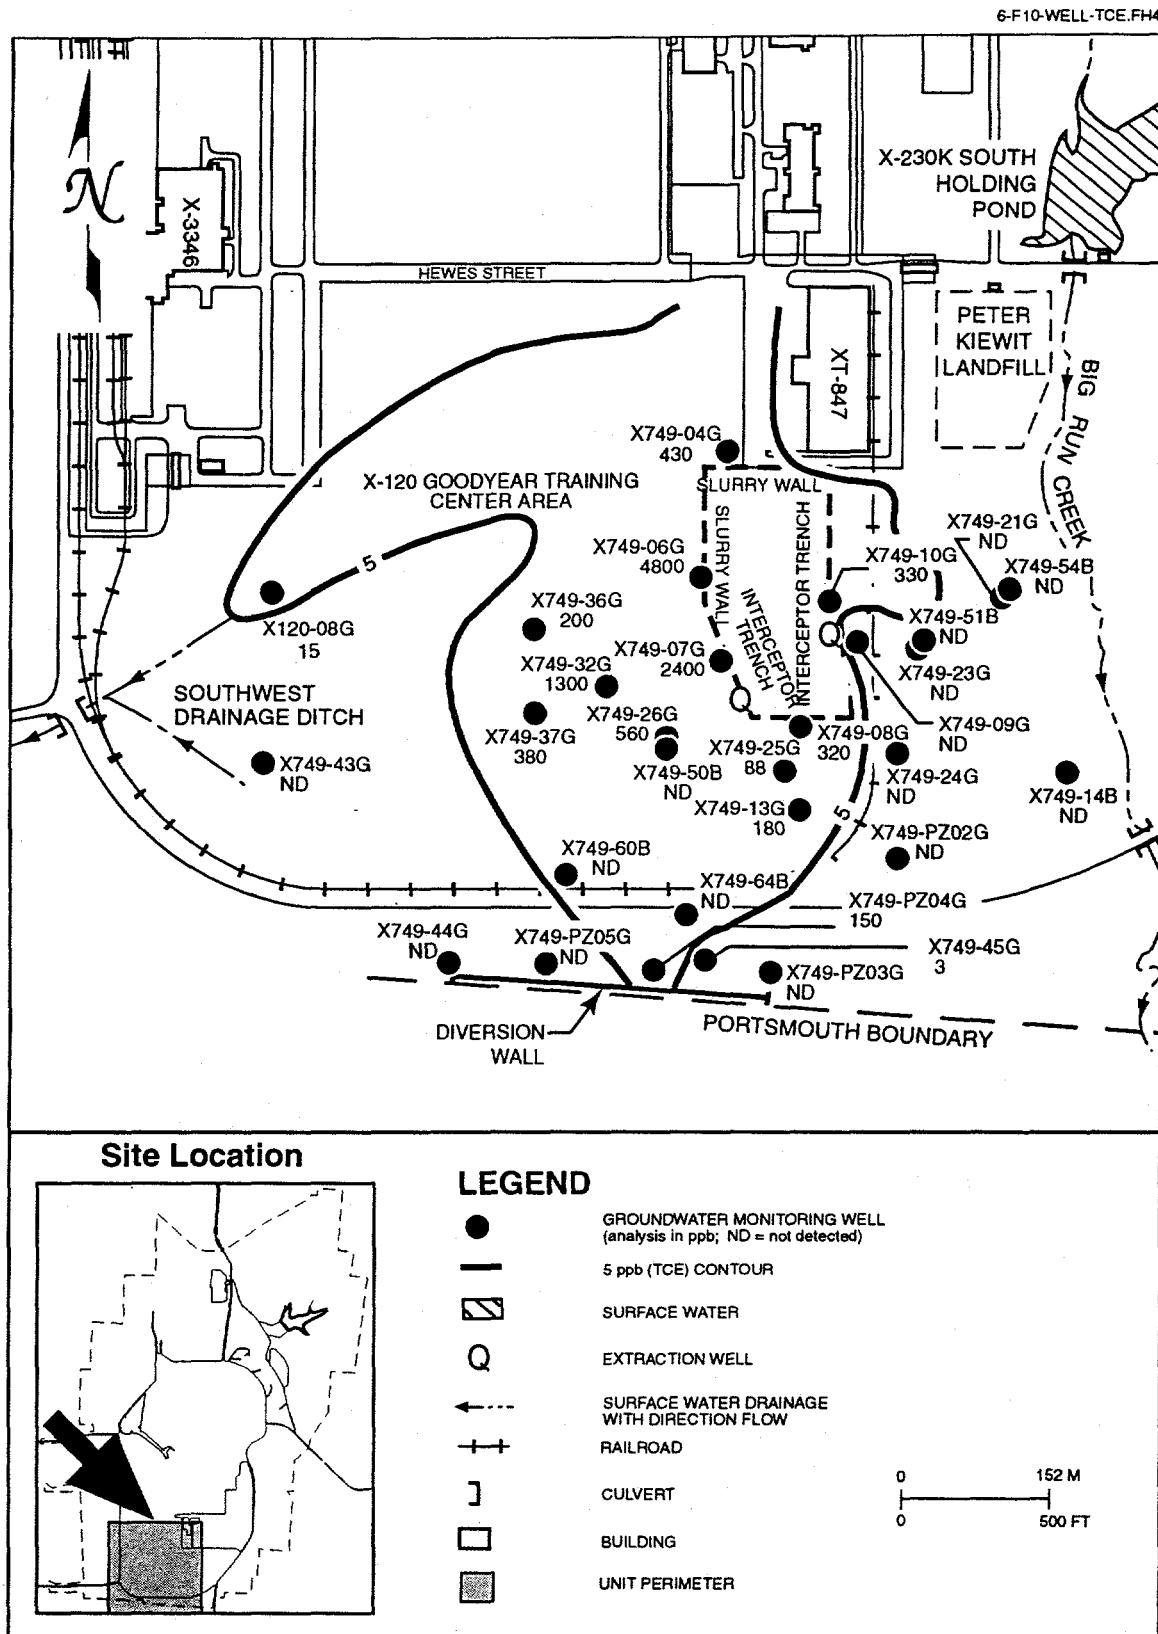 6-F10-WELL-TCE.FH4
N
X-3346
X-230K SOUTH
HOLDING
POND
HEWES STREET
PETER
KIEWIT
LANDFILL
XT-847
BIG RUN CREEK
X749-04G
430
X-120 GOODYEAR TRAINING
CENTER AREA
SLURRY WALL
SLURRY WALL
INTERCEPTOR TRENCH
INTERCEPTOR
TRENCH
X749-21G
ND
X749-06G
4800
X749-10G
330
X749-54B
ND
5
X749-36G
200
X749-51B
ND
X120-08G
15
X749-07G
2400
X749-32G
1300
X749-23G
ND
SOUTHWEST
DRAINAGE DITCH
X749-26G
560
X749-37G
380
X749-09G
ND
X749-08G
320
X749-25G
88
X749-43G
ND
X749-50B
ND
X749-24G
ND
X749-14B
ND
X749-13G
180
5
X749-PZ02G
ND
X749-60B
ND
X749-64B
ND
X749-PZ04G
150
X749-44G
ND
X749-PZ05G
ND
X749-45G
3
X749-PZ03G
ND
DIVERSION
WALL
PORTSMOUTH BOUNDARY
Site Location
LEGEND
GROUNDWATER MONITORING WELL
(analysis in ppb; ND = not detected)
5 ppb (TCE) CONTOUR
SURFACE WATER
EXTRACTION WELL
SURFACE WATER DRAINAGE
WITH DIRECTION FLOW
RAILROAD
CULVERT
BUILDING
UNIT PERIMETER
0 152 M
0 500 FT